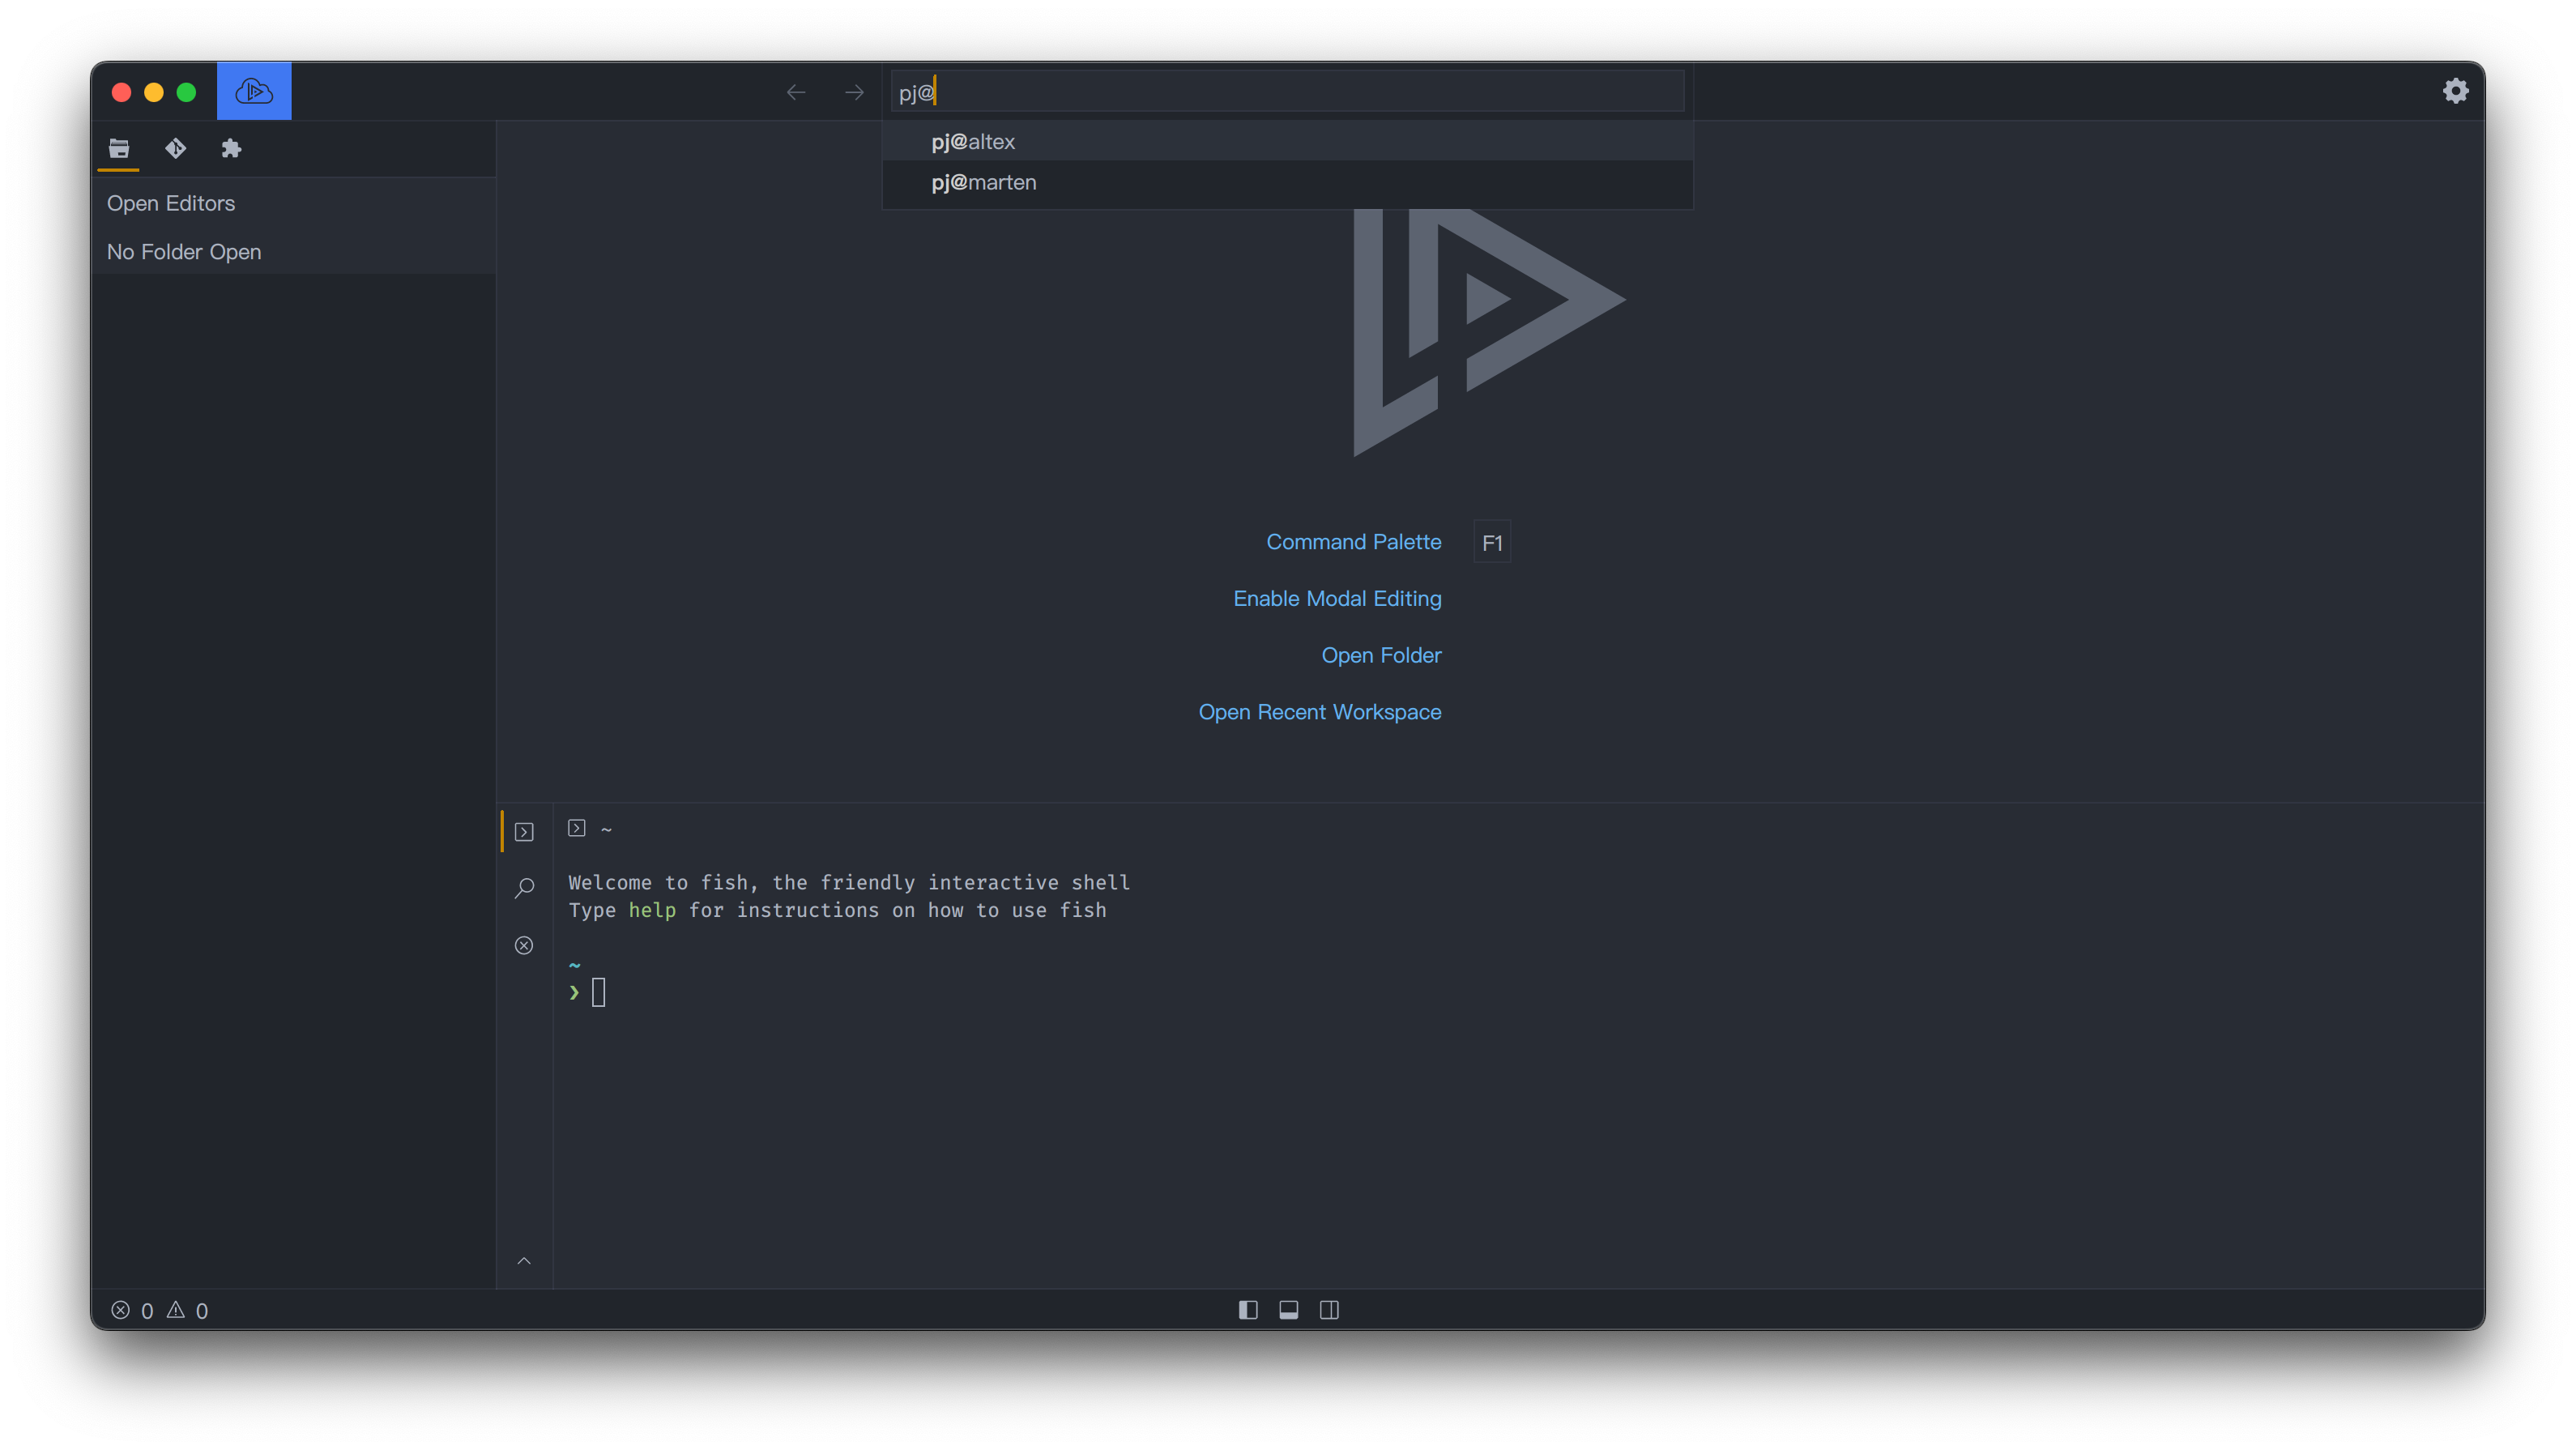 pj@
pj@altex
pj@marten
Open Editors
No Folder Open
Command Palette F1
Enable Modal Editing
Open Folder
Open Recent Workspace
~
Welcome to fish, the friendly interactive shell
Type help for instructions on how to use fish
~
❯
0 0